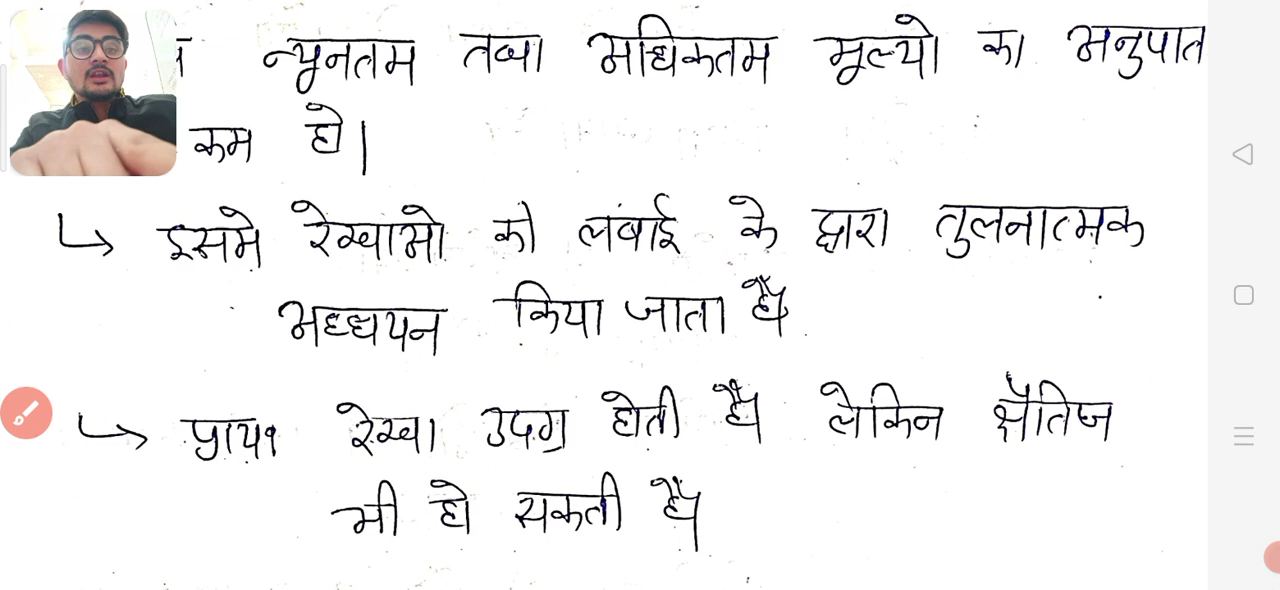 न्यूनतम तथा अधिकतम मूल्यो का अनुपात
कम हो।
↳ इसमे रेखाओ की लंबाई के द्वारा तुलनात्मक
अध्ययन किया जाता है
↳ प्रायः रेखा उदग्र होती है लेकिन क्षैतिज
भी हो सकती है